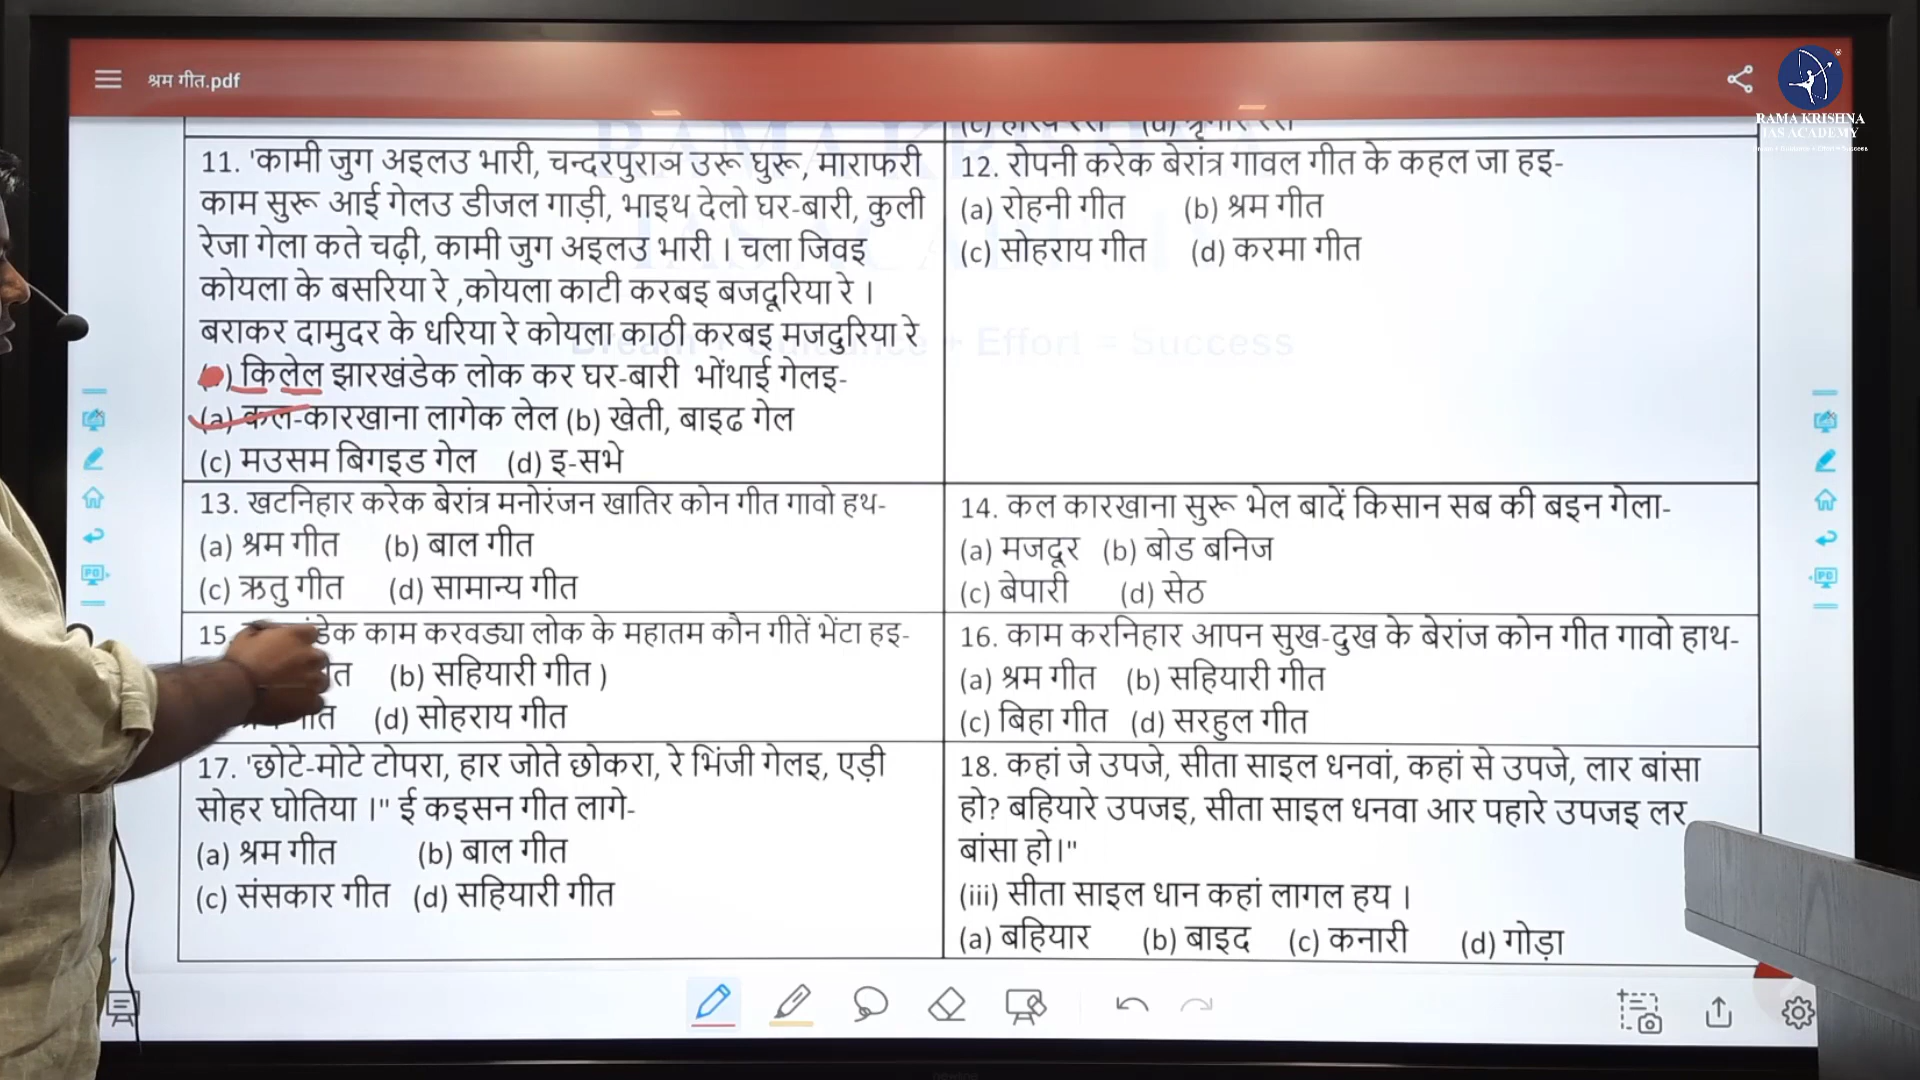 श्रम गीत.pdf
RAMA KRISHNA
IAS ACADEMY
11. 'कामी जुग अइलउ भारी, चन्दरपुराञ उरू घुरू, माराफरी
काम सुरू आई गेलउ डीजल गाड़ी, भाइथ देलो घर-बारी, कुली
रेजा गेला कते चढ़ी, कामी जुग अइलउ भारी । चला जिवइ
कोयला के बसरिया रे ,कोयला काटी करबइ बजदूरिया रे ।
बराकर दामुदर के धरिया रे कोयला काठी करबइ मजदुरिया रे
किलेल झारखंडेक लोक कर घर-बारी भोंथाई गेलइ-
(a) कल-कारखाना लागेक लेल (b) खेती, बाइढ गेल
(c) मउसम बिगइड गेल (d) इ-सभे
12. रोपनी करेक बेरांत्र गावल गीत के कहल जा हइ-
(a) रोहनी गीत (b) श्रम गीत
(c) सोहराय गीत (d) करमा गीत
Effort = Success
13. खटनिहार करेक बेरांत्र मनोरंजन खातिर कोन गीत गावो हथ-
(a) श्रम गीत (b) बाल गीत
(c) ऋतु गीत (d) सामान्य गीत
14. कल कारखाना सुरू भेल बादें किसान सब की बइन गेला-
(a) मजदूर (b) बोड बनिज
(c) बेपारी (d) सेठ
15. काम करवड्या लोक के महातम कौन गीतें भेंटा हइ-
(b) सहियारी गीत )
गीत (d) सोहराय गीत
16. काम करनिहार आपन सुख-दुख के बेरांज कोन गीत गावो हाथ-
(a) श्रम गीत (b) सहियारी गीत
(c) बिहा गीत (d) सरहुल गीत
17. 'छोटे-मोटे टोपरा, हार जोते छोकरा, रे भिंजी गेलइ, एड़ी
सोहर घोतिया ।" ई कइसन गीत लागे-
(a) श्रम गीत (b) बाल गीत
(c) संसकार गीत (d) सहियारी गीत
18. कहां जे उपजे, सीता साइल धनवां, कहां से उपजे, लार बांसा
हो? बहियारे उपजइ, सीता साइल धनवा आर पहारे उपजइ लर
बांसा हो।"
(iii) सीता साइल धान कहां लागल हय ।
(a) बहियार (b) बाइद (c) कनारी (d) गोड़ा